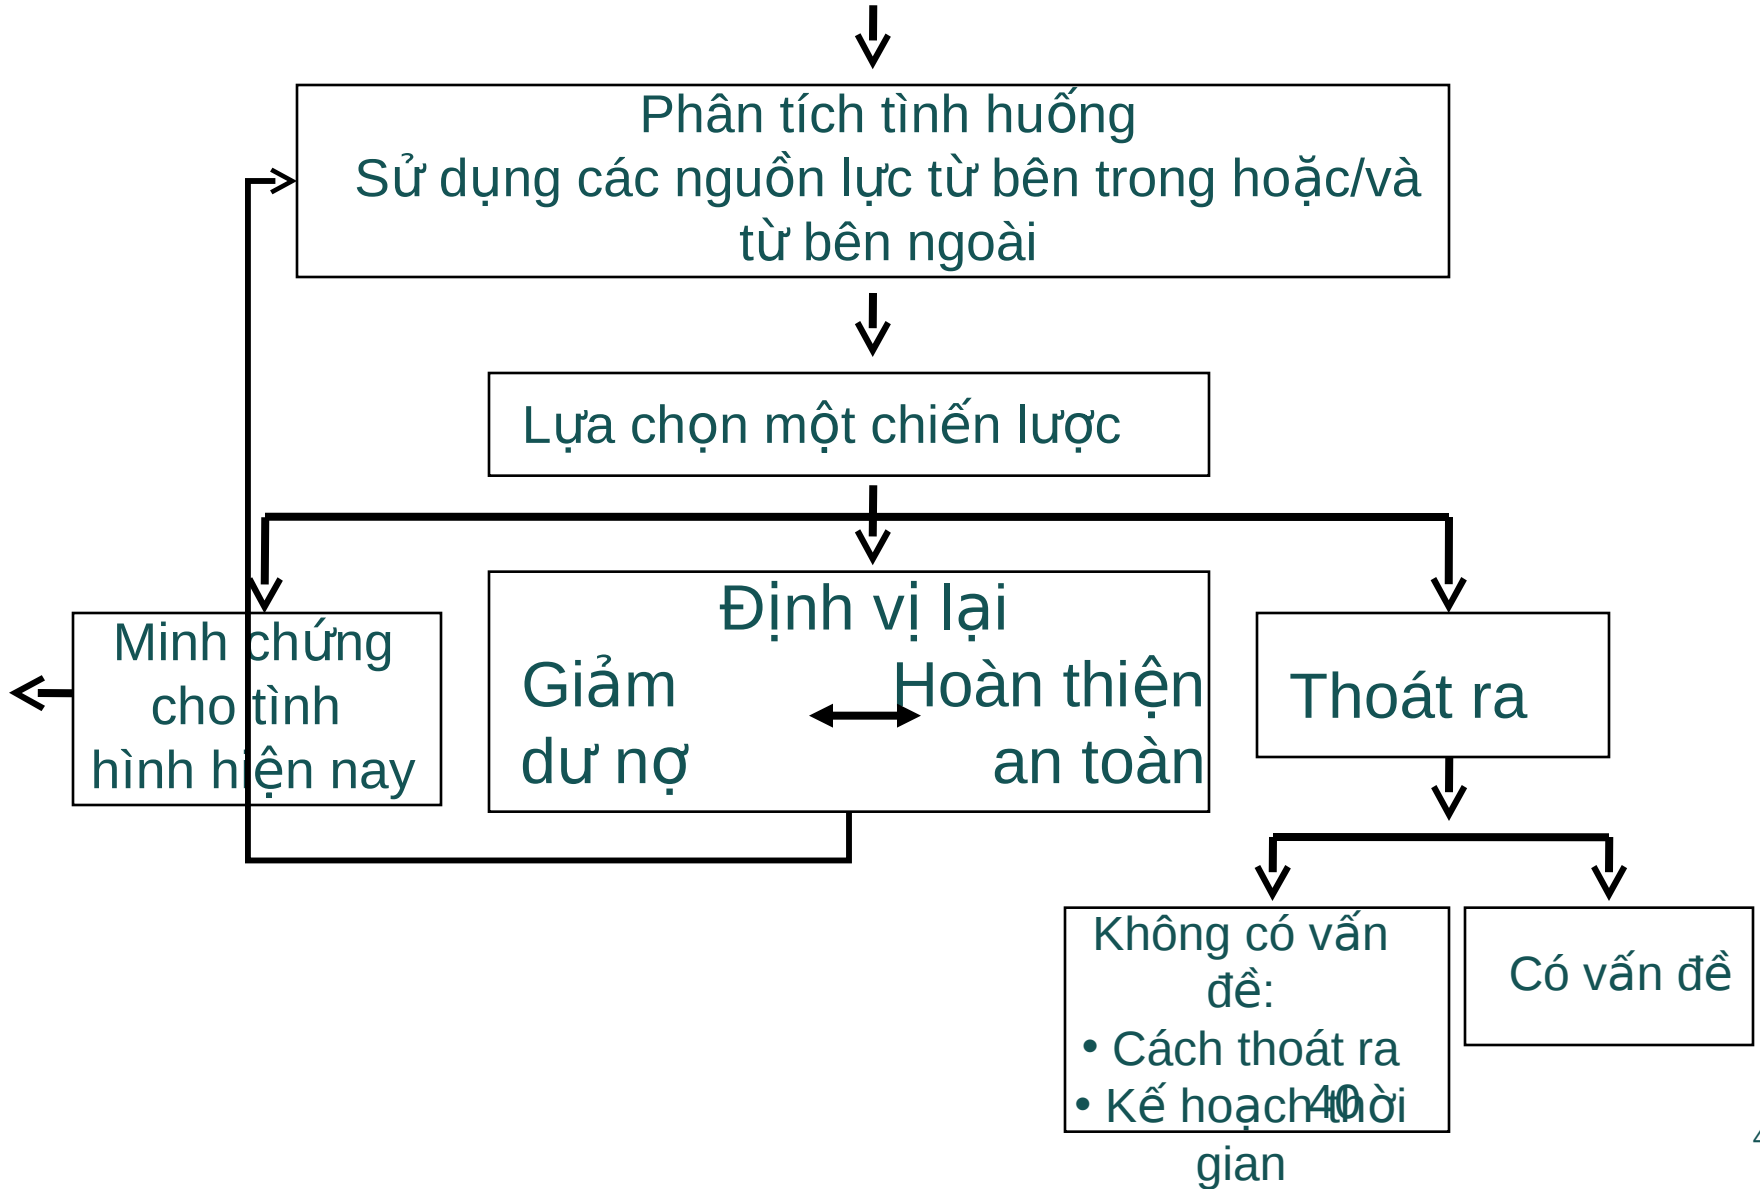 Phân tích tình huống
Sử dụng các nguồn lực từ bên trong hoặc/và
từ bên ngoài
Lựa chọn một chiến lược
Định vị lại
Giảm Hoàn thiện
dư nợ an toàn
Minh chứng
cho tình
hình hiện nay
Thoát ra
Không có vấn
đề:
• Cách thoát ra
• Kế hoạch thời
gian
Có vấn đề
40